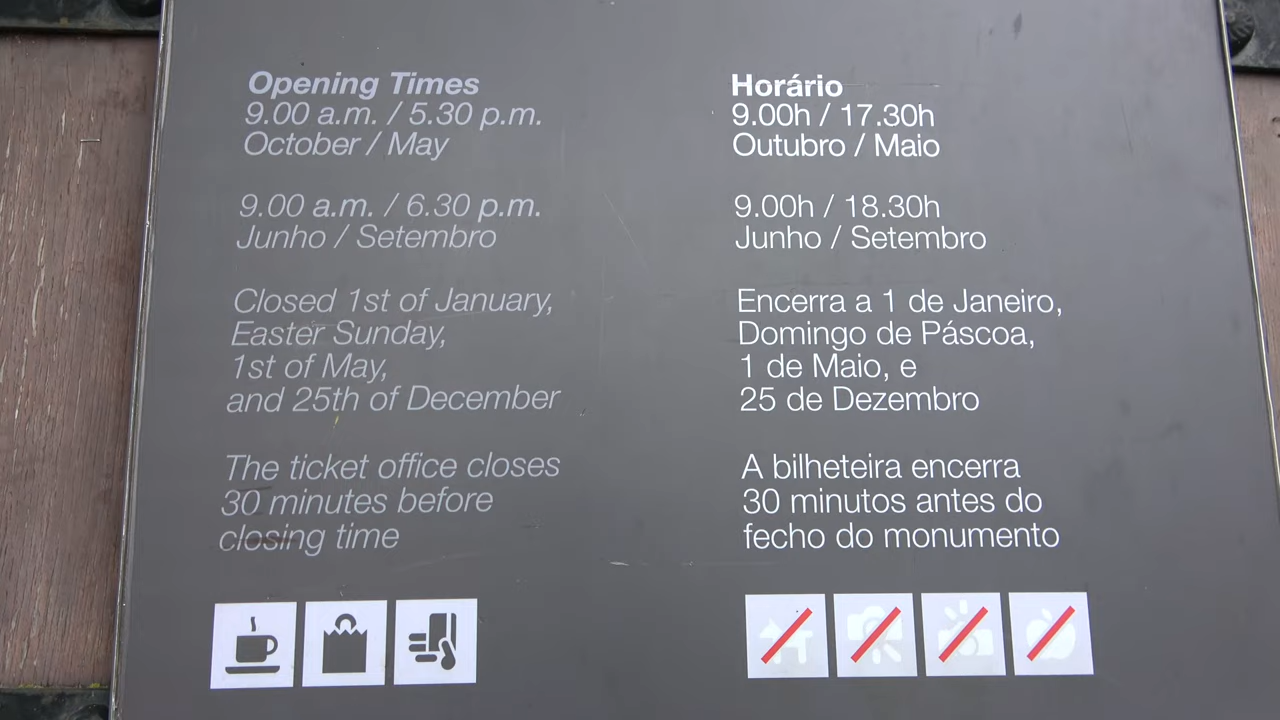 Opening Times
9.00 a.m. / 5.30 p.m.
October / May
9.00 a.m. / 6.30 p.m.
Junho / Setembro
Closed 1st of January,
Easter Sunday,
1st of May,
and 25th of December
The ticket office closes
30 minutes before
closing time
Horário
9.00h / 17.30h
Outubro / Maio
9.00h / 18.30h
Junho / Setembro
Encerra a 1 de Janeiro,
Domingo de Páscoa,
1 de Maio, e
25 de Dezembro
A bilheteira encerra
30 minutos antes do
fecho do monumento